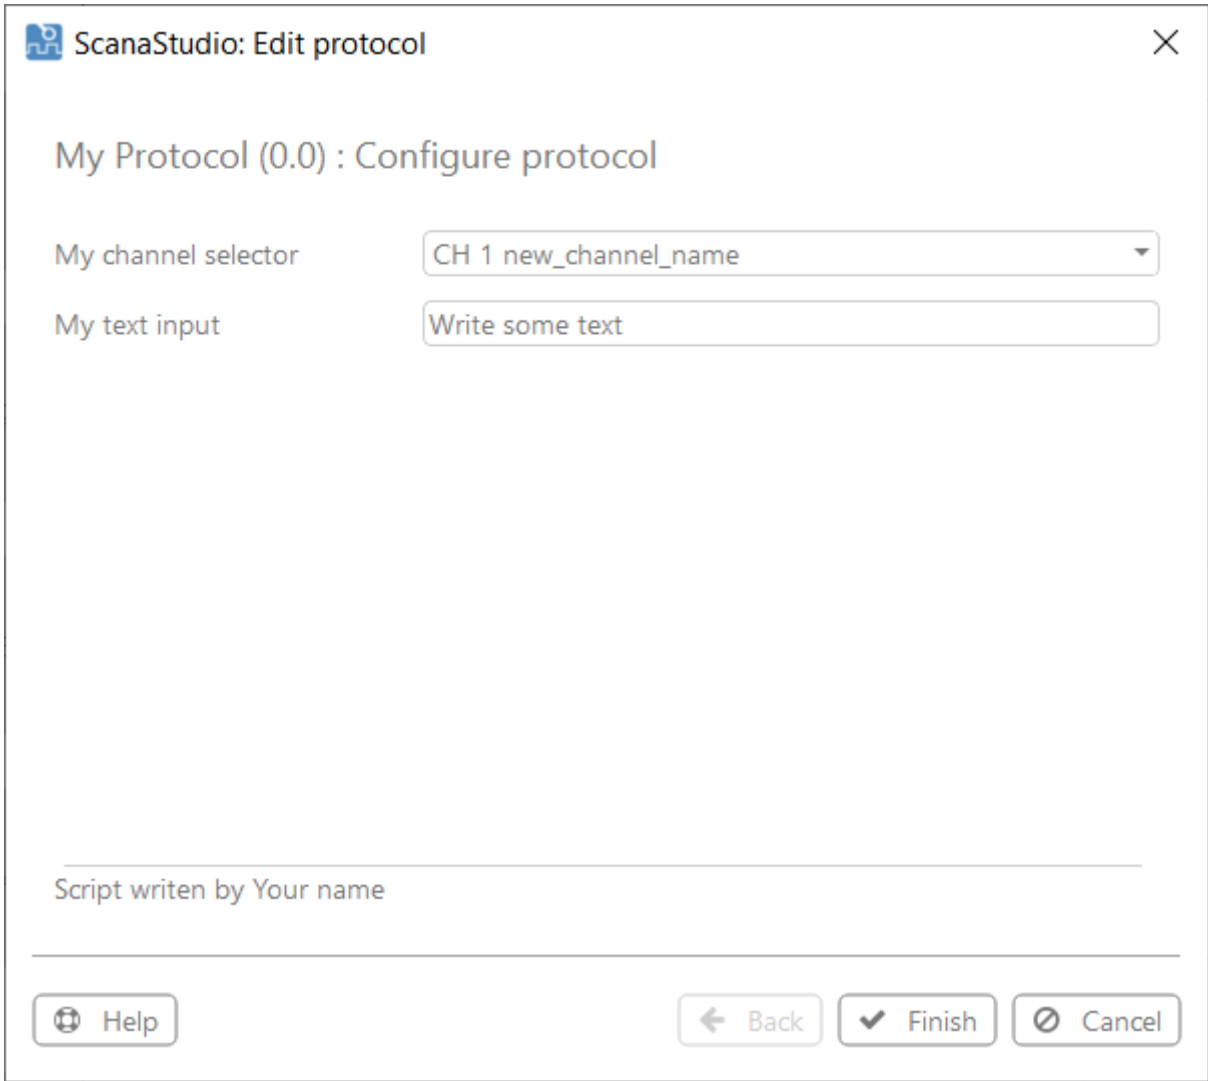 ScanaStudio: Edit protocol
My Protocol (0.0) : Configure protocol
My channel selector CH 1 new_channel_name
My text input Write some text
Script writen by Your name
Help Back Finish Cancel